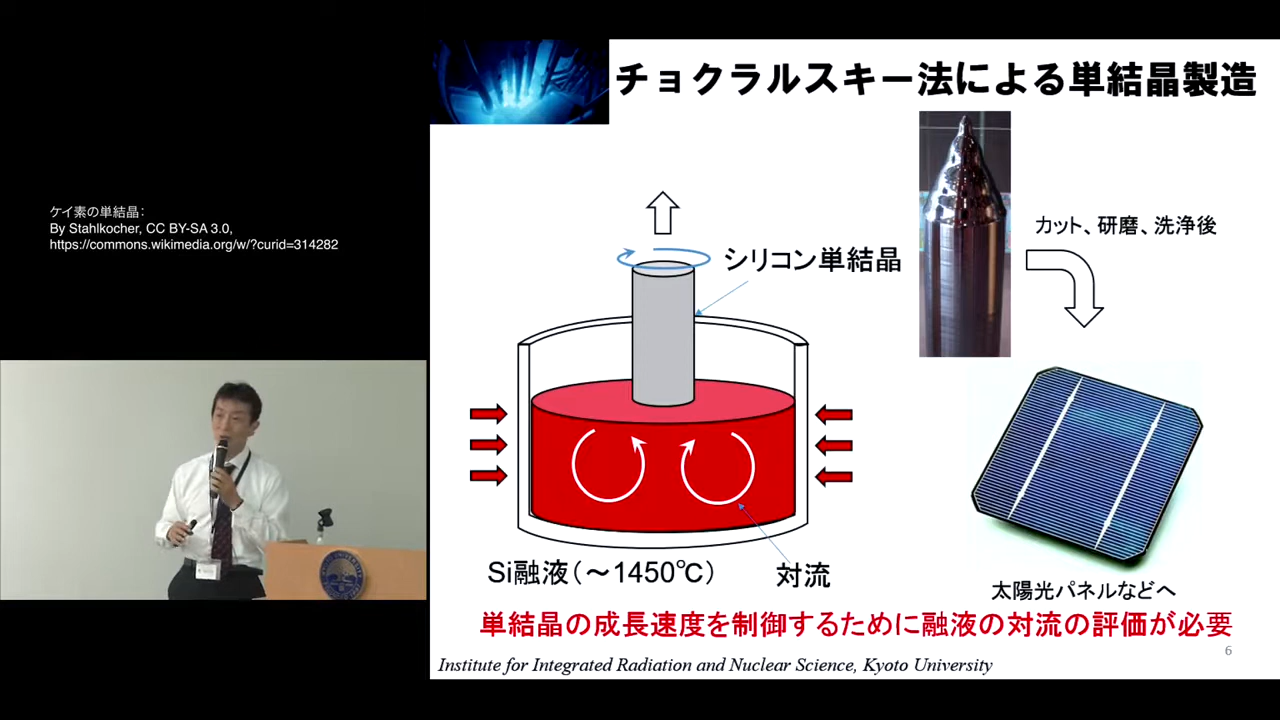 チョクラルスキー法による単結晶製造
ケイ素の単結晶：
By Stahlkocher, CC BY-SA 3.0,
https://commons.wikimedia.org/w/?curid=314282
カット、研磨、洗浄後
シリコン単結晶
Si融液（～1450℃）
対流
太陽光パネルなどへ
単結晶の成長速度を制御するために融液の対流の評価が必要
6
Institute for Integrated Radiation and Nuclear Science, Kyoto University